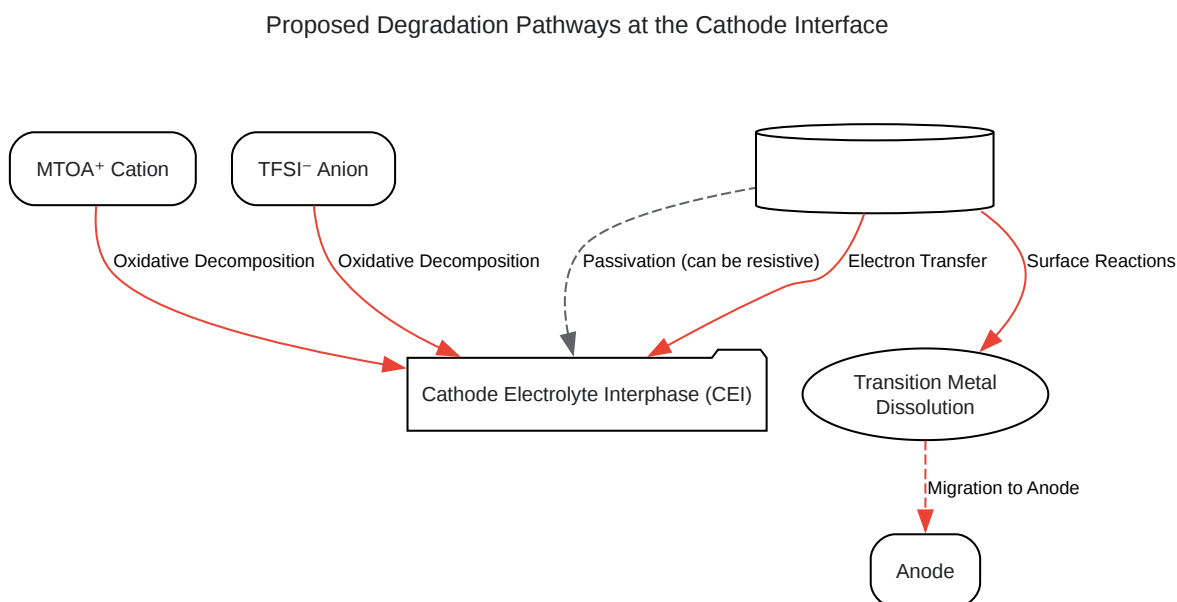 Proposed Degradation Pathways at the Cathode Interface
MTOA⁺ Cation
TFSI⁻ Anion
Oxidative Decomposition
Oxidative Decomposition
Passivation (can be resistive)
Electron Transfer
Surface Reactions
Cathode Electrolyte Interphase (CEI)
Transition Metal
Dissolution
Migration to Anode
Anode